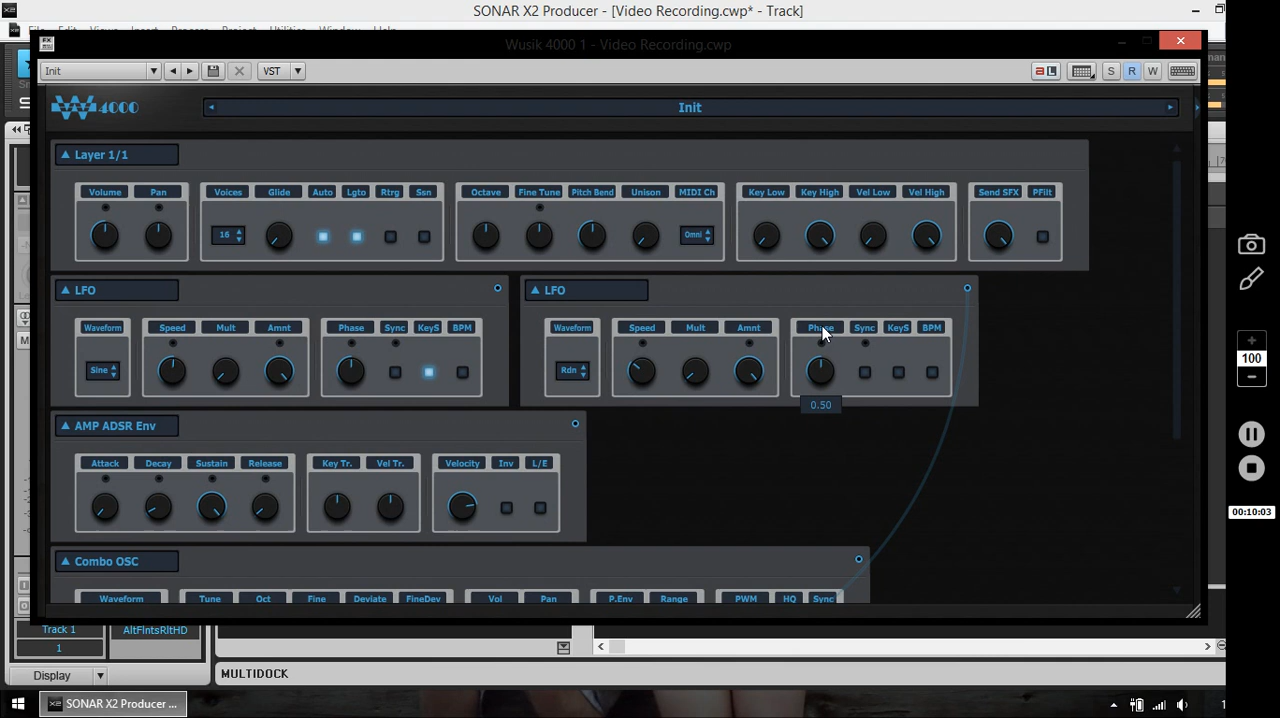 SONAR X2 Producer - [Video Recording.cwp* - Track]
Wusik 4000 1 - Video Recording.cwp
Init
VST
S R W
4000
Init
Layer 1/1
Volume Pan Voices Glide Auto Lgto Rtrg Ssn Octave Fine Tune Pitch Bend Unison MIDI Ch Key Low Key High Vel Low Vel High Send SFX PFilt
16 Omni
LFO LFO
Waveform Speed Mult Amnt Phase Sync KeyS BPM Waveform Speed Mult Amnt Phase Sync KeyS BPM
Sine Rdn
0.50
AMP ADSR Env
Attack Decay Sustain Release Key Tr. Vel Tr. Velocity Inv L/E
Combo OSC
Waveform Tune Oct Fine Deviate FineDev Vol Pan P.Env Range PWM HQ Sync
Track 1 AltFlntsRltHD
1
Display MULTIDOCK
SONAR X2 Producer ...
100
00:10:03